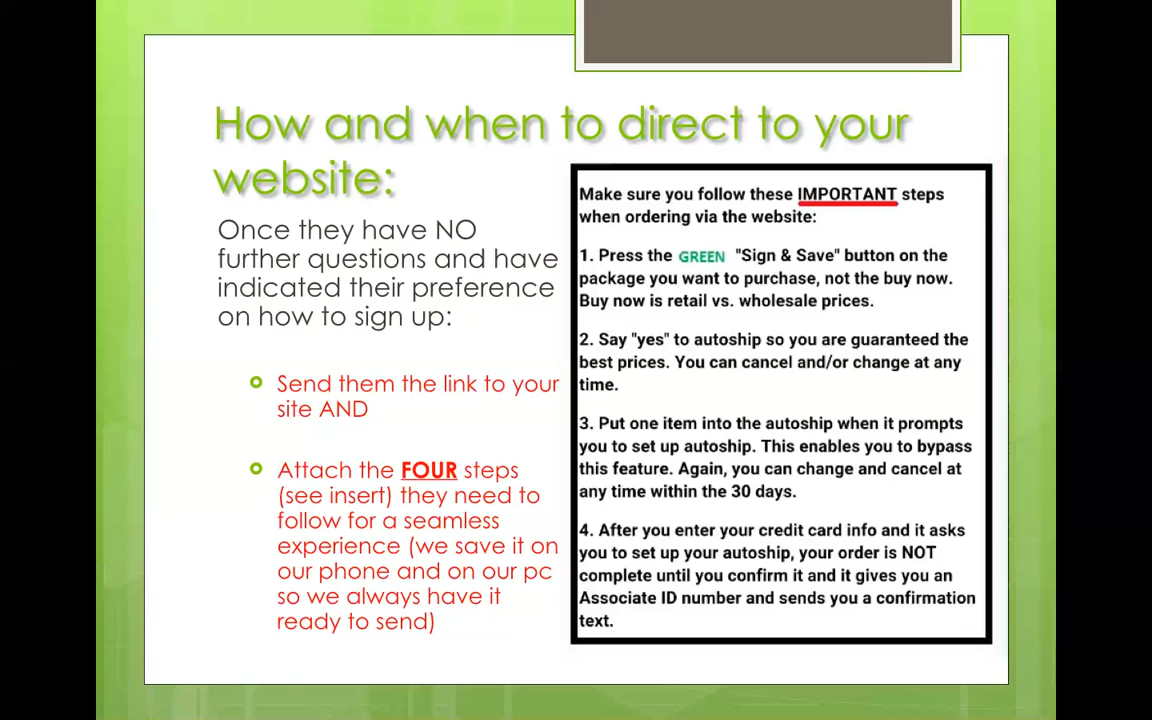 How and when to direct to your
website:
Once they have NO
further questions and have
indicated their preference
on how to sign up:
Send them the link to your
site AND
Attach the FOUR steps
(see insert) they need to
follow for a seamless
experience (we save it on
our phone and on our pc
so we always have it
ready to send)
Make sure you follow these IMPORTANT steps
when ordering via the website:
1. Press the GREEN "Sign & Save" button on the
package you want to purchase, not the buy now.
Buy now is retail vs. wholesale prices.
2. Say "yes" to autoship so you are guaranteed the
best prices. You can cancel and/or change at any
time.
3. Put one item into the autoship when it prompts
you to set up autoship. This enables you to bypass
this feature. Again, you can change and cancel at
any time within the 30 days.
4. After you enter your credit card info and it asks
you to set up your autoship, your order is NOT
complete until you confirm it and it gives you an
Associate ID number and sends you a confirmation
text.